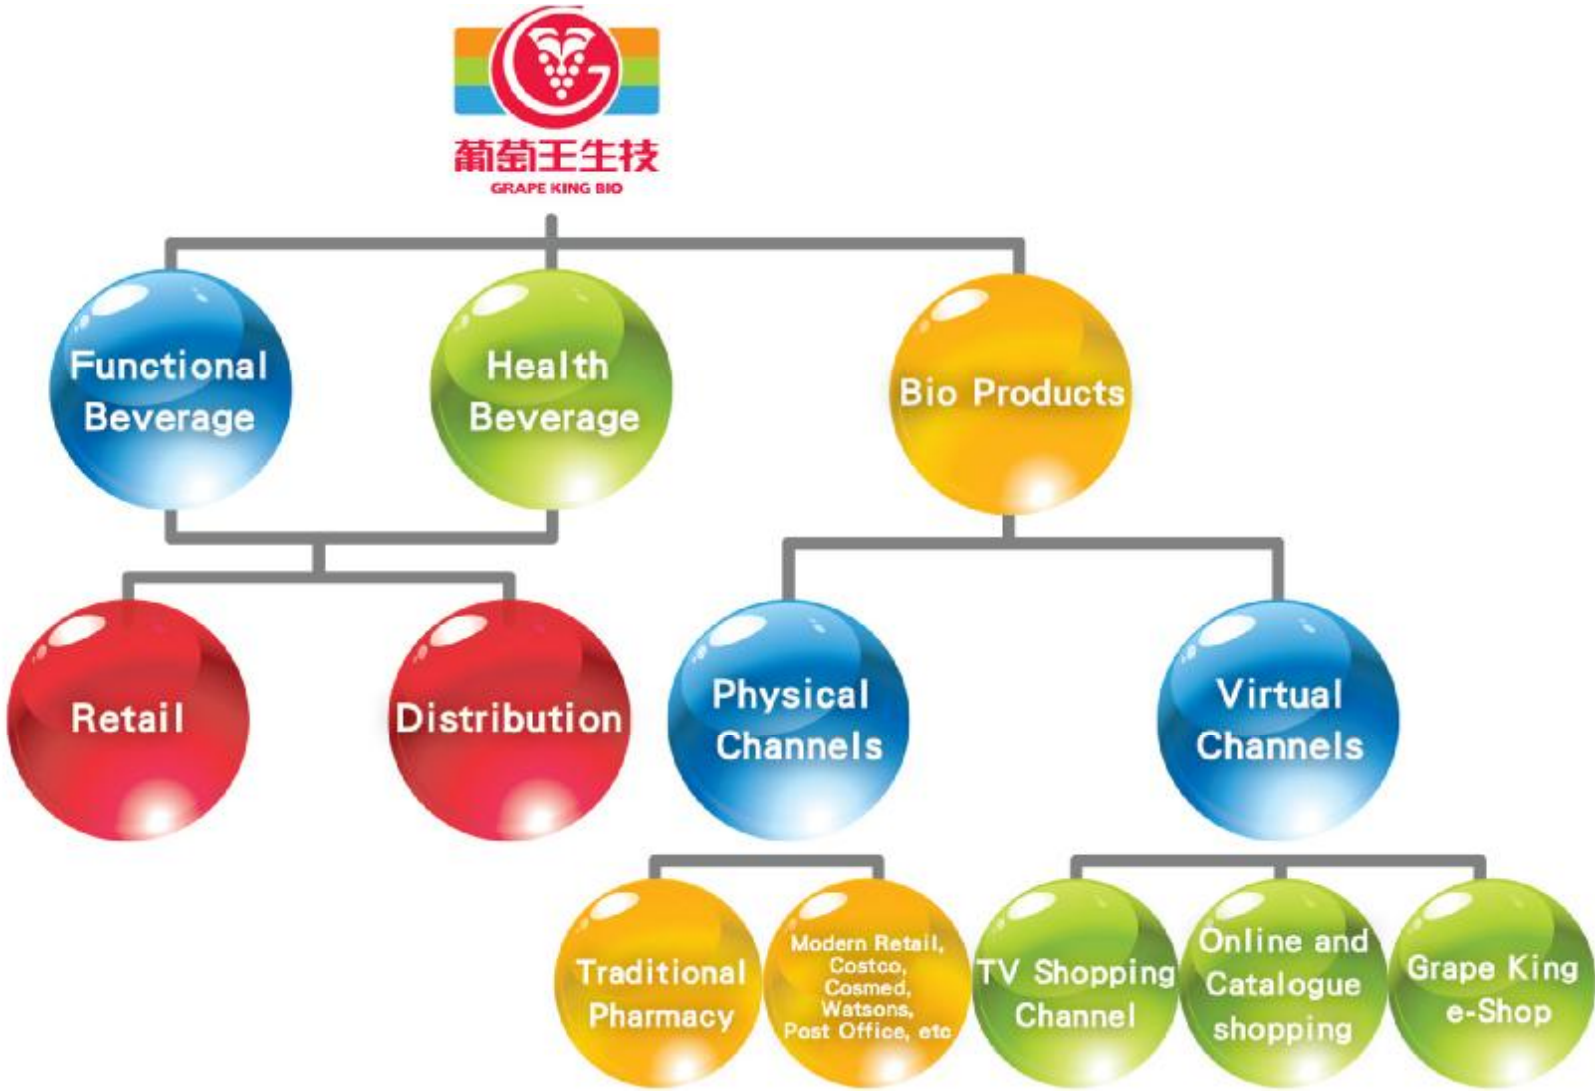 葡萄王生技
GRAPE KING BIO
Functional
Beverage
Health
Beverage
Bio Products
Retail
Distribution
Physical
Channels
Virtual
Channels
Traditional
Pharmacy
Modern Retail,
Costco,
Cosmed,
Watsons,
Post Office, etc
TV Shopping
Channel
Online and
Catalogue
shopping
Grape King
e-Shop